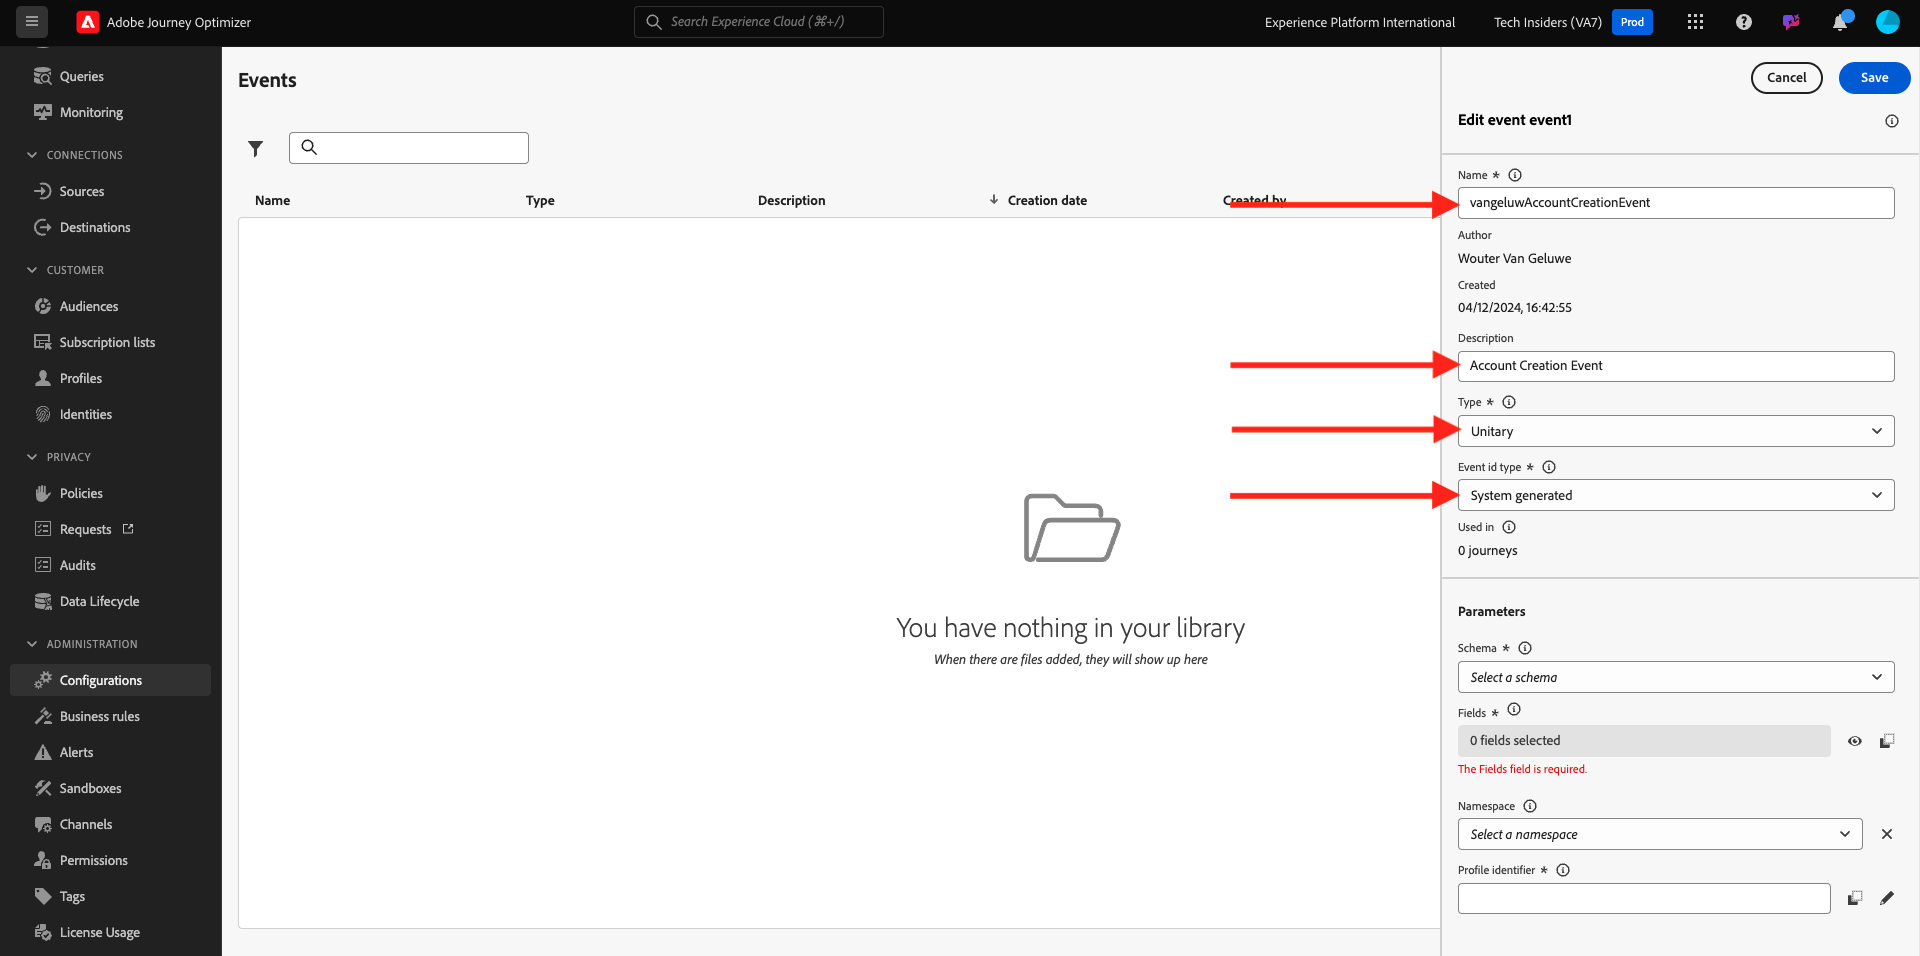 Adobe Journey Optimizer
Search Experience Cloud (⌘+/)
Experience Platform International
Tech Insiders (VA7)
Prod
Queries
Monitoring
CONNECTIONS
Sources
Destinations
CUSTOMER
Audiences
Subscription lists
Profiles
Identities
PRIVACY
Policies
Requests
Audits
Data Lifecycle
ADMINISTRATION
Configurations
Business rules
Alerts
Sandboxes
Channels
Permissions
Tags
License Usage
Events
Name
Type
Description
Creation date
Created by
You have nothing in your library
When there are files added, they will show up here
Cancel
Save
Edit event event1
Name *
vangeluwAccountCreationEvent
Author
Wouter Van Geluwe
Created
04/12/2024, 16:42:55
Description
Account Creation Event
Type *
Unitary
Event id type *
System generated
Used in
0 journeys
Parameters
Schema *
Select a schema
Fields *
0 fields selected
The Fields field is required.
Namespace
Select a namespace
Profile identifier *